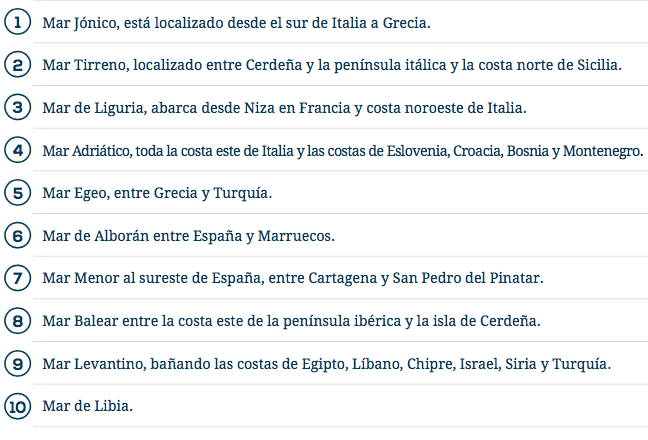 1 Mar Jónico, está localizado desde el sur de Italia a Grecia.
2 Mar Tirreno, localizado entre Cerdeña y la península itálica y la costa norte de Sicilia.
3 Mar de Liguria, abarca desde Niza en Francia y costa noroeste de Italia.
4 Mar Adriático, toda la costa este de Italia y las costas de Eslovenia, Croacia, Bosnia y Montenegro.
5 Mar Egeo, entre Grecia y Turquía.
6 Mar de Alborán entre España y Marruecos.
7 Mar Menor al sureste de España, entre Cartagena y San Pedro del Pinatar.
8 Mar Balear entre la costa este de la península ibérica y la isla de Cerdeña.
9 Mar Levantino, bañando las costas de Egipto, Líbano, Chipre, Israel, Siria y Turquía.
10 Mar de Libia.